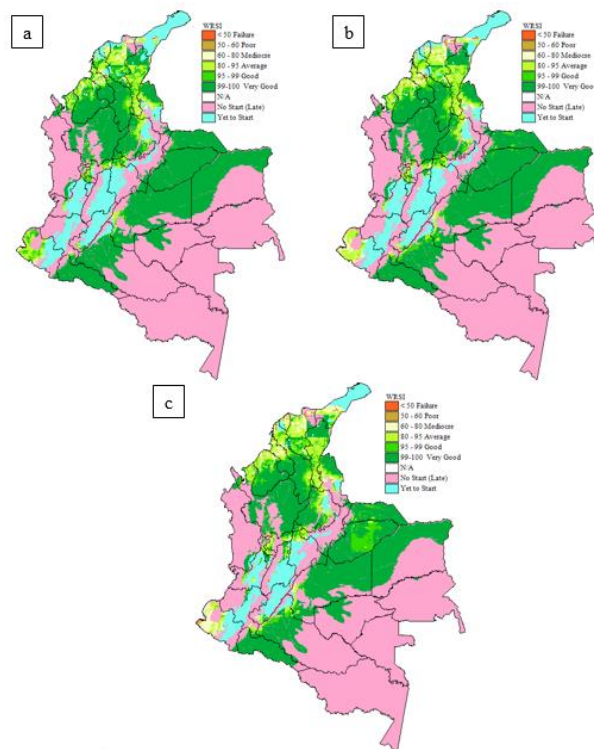 a
WRSI
< 50 Failure
50 - 60 Poor
60 - 80 Mediocre
80 - 95 Average
95 - 99 Good
99-100 Very Good
N/A
No Start (Late)
Yet to Start
b
WRSI
< 50 Failure
50 - 60 Poor
60 - 80 Mediocre
80 - 95 Average
95 - 99 Good
99-100 Very Good
N/A
No Start (Late)
Yet to Start
c
WRSI
< 50 Failure
50 - 60 Poor
60 - 80 Mediocre
80 - 95 Average
95 - 99 Good
99-100 Very Good
N/A
No Start (Late)
Yet to Start